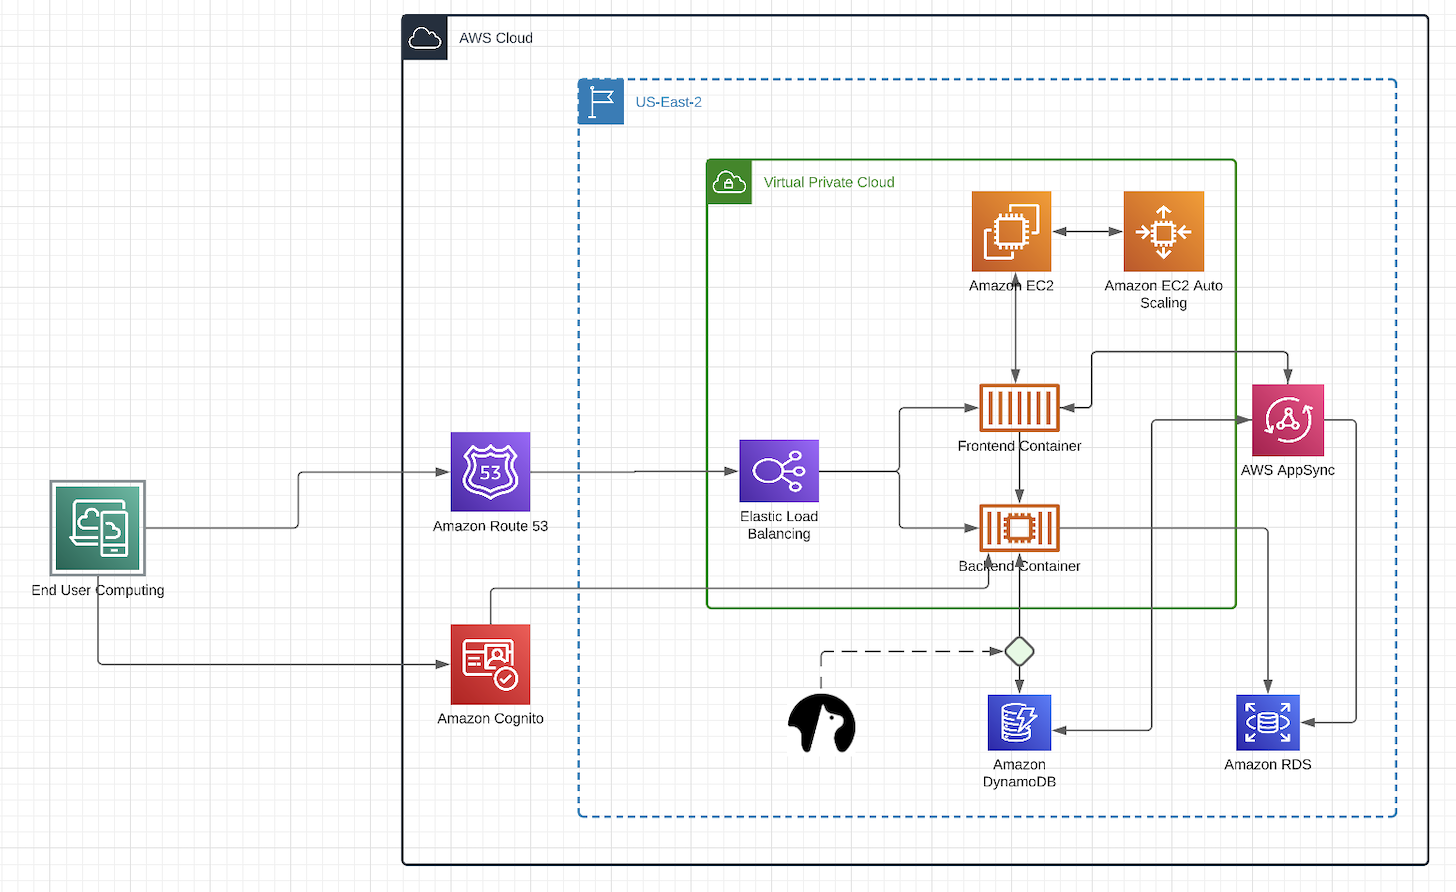 AWS Cloud
US-East-2
Virtual Private Cloud
Amazon EC2
Amazon EC2 Auto
Scaling
Frontend Container
AWS AppSync
53
Amazon Route 53
Elastic Load
Balancing
Backend Container
End User Computing
Amazon Cognito
Amazon
DynamoDB
Amazon RDS